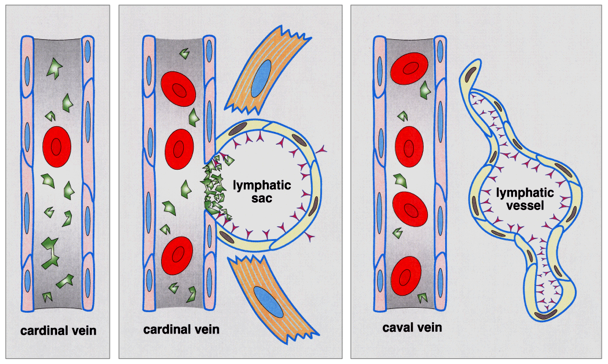 cardinal vein
lymphatic
sac
cardinal vein
lymphatic
vessel
caval vein